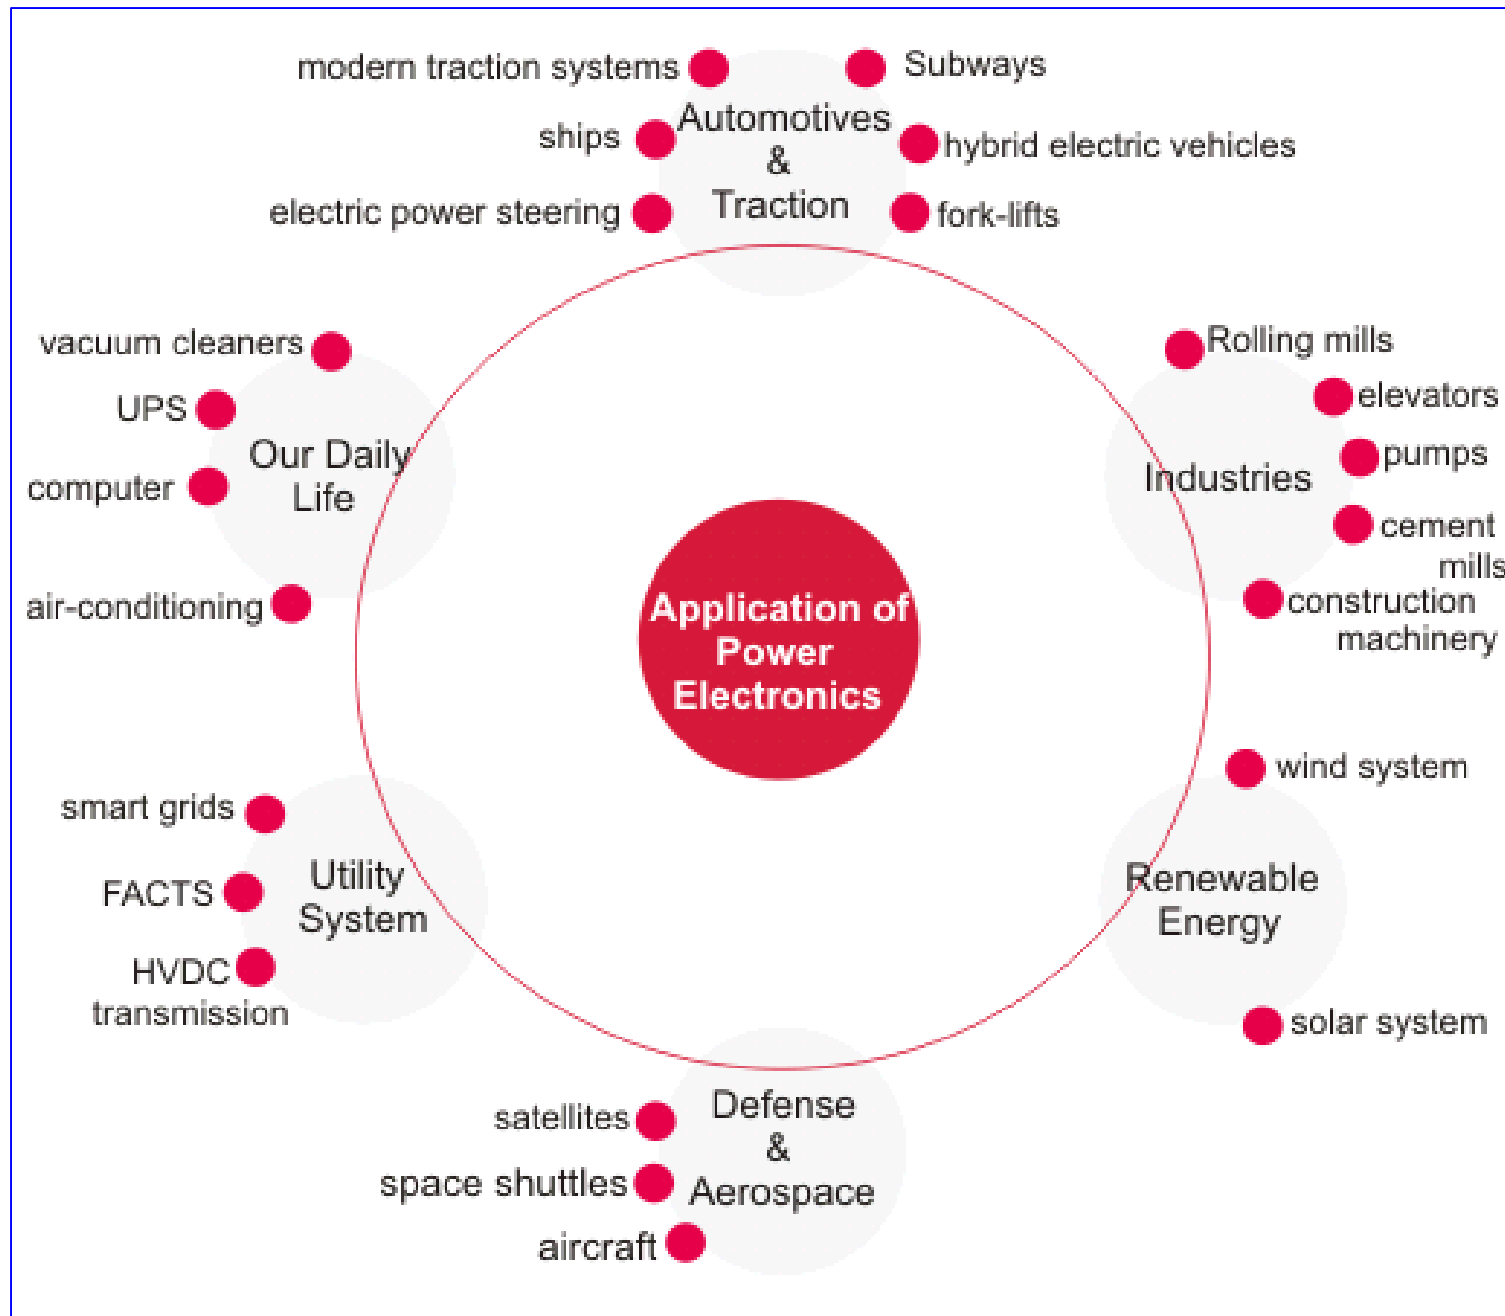 modern traction systems
Subways
ships
Automotives
&
Traction
hybrid electric vehicles
electric power steering
fork-lifts
vacuum cleaners
UPS
Our Daily
Life
computer
air-conditioning
Rolling mills
elevators
pumps
Industries
cement
mills
construction
machinery
Application of
Power
Electronics
smart grids
FACTS
Utility
System
HVDC
transmission
wind system
Renewable
Energy
solar system
satellites
Defense
&
Aerospace
space shuttles
aircraft